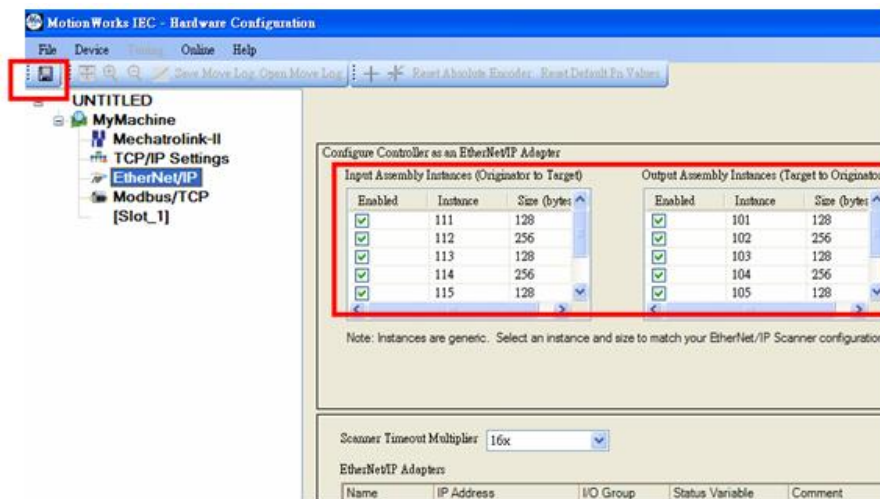 MotionWorks IEC - Hardware Configuration
File Device Tuning Online Help
Save Move Log Open Move Log Reset Absolute Encoder Reset Default Pn Values
UNTITLED
MyMachine
Mechatrolink-II
TCP/IP Settings
EtherNet/IP
Modbus/TCP
[Slot_1]
Configure Controller as an EtherNet/IP Adapter
Input Assembly Instances (Originator to Target) Output Assembly Instances (Target to Originator
Enabled Instance Size (bytes Enabled Instance Size (bytes
111 128 101 128
112 256 102 256
113 128 103 128
114 256 104 256
115 128 105 128
Note: Instances are generic. Select an instance and size to match your EtherNet/IP Scanner configuration
Scanner Timeout Multiplier 16x
EtherNet/IP Adapters
Name IP Address I/O Group Status Variable Comment